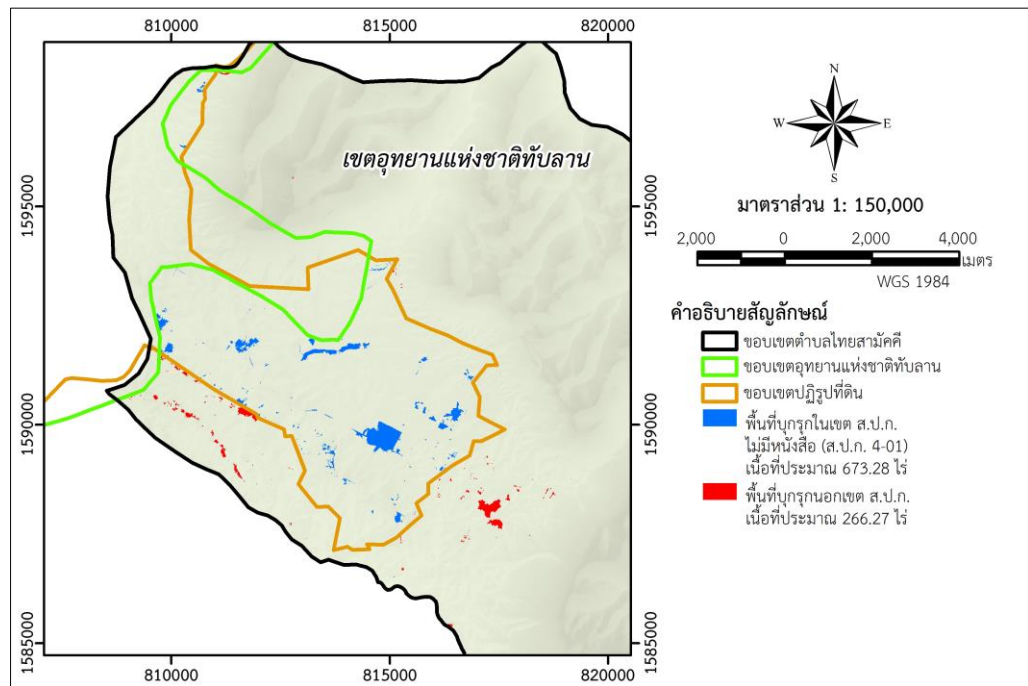 810000 815000 820000
1595000 1595000
1590000 1590000
1585000 1585000
810000 815000 820000
เขตอุทยานแห่งชาติทับลาน
N
W E
S
มาตราส่วน 1: 150,000
2,000 0 2,000 4,000
เมตร
WGS 1984
คำอธิบายสัญลักษณ์
ขอบเขตตำบลไทยสามัคคี
ขอบเขตอุทยานแห่งชาติทับลาน
ขอบเขตปฏิรูปที่ดิน
พื้นที่บุกรุกในเขต ส.ป.ก.
ไม่มีหนังสือ (ส.ป.ก. 4-01)
เนื้อที่ประมาณ 673.28 ไร่
พื้นที่บุกรุกนอกเขต ส.ป.ก.
เนื้อที่ประมาณ 266.27 ไร่